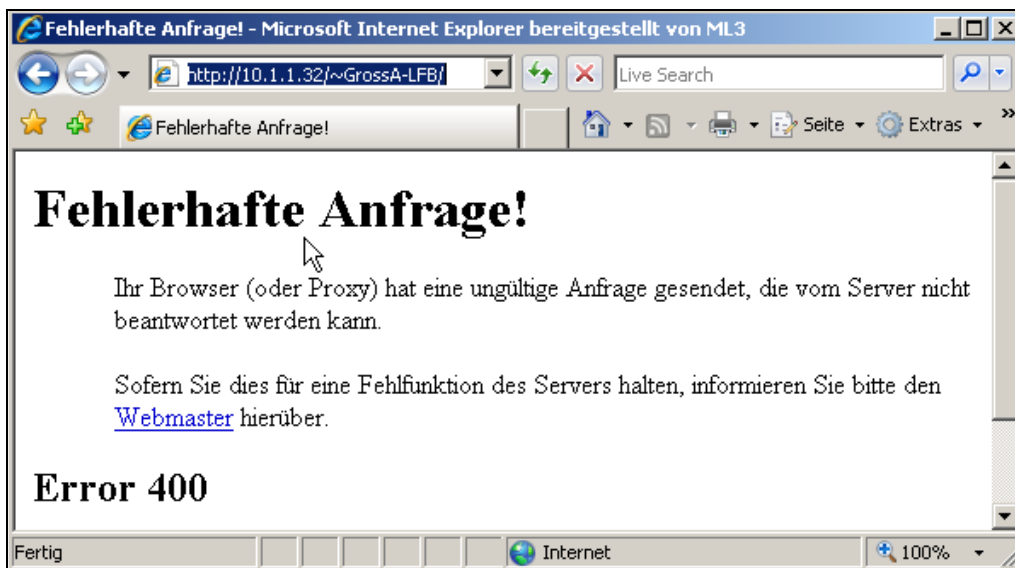 Fehlerhafte Anfrage! - Microsoft Internet Explorer bereitgestellt von ML3
http://10.1.1.32/~GrossA-LFB/
Live Search
Fehlerhafte Anfrage!
Seite
Extras
»
Fehlerhafte Anfrage!
Ihr Browser (oder Proxy) hat eine ungültige Anfrage gesendet, die vom Server nicht
beantwortet werden kann.
Sofern Sie dies für eine Fehlfunktion des Servers halten, informieren Sie bitte den
Webmaster hierüber.
Error 400
Fertig
Internet
100%